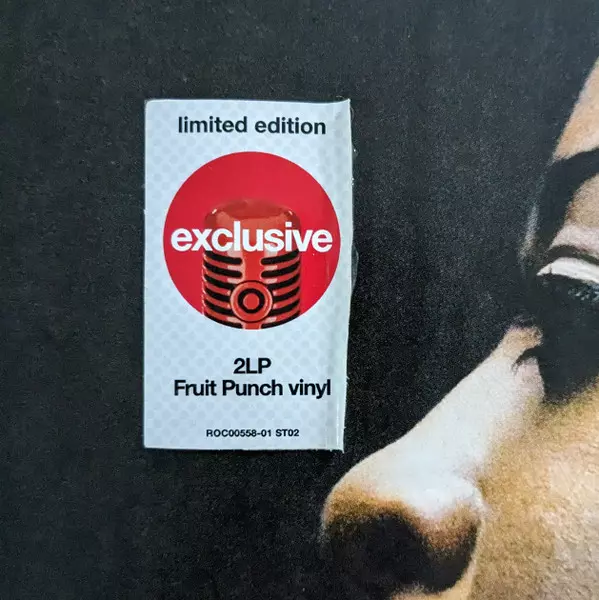 limited edition
exclusive
2LP
Fruit Punch vinyl
ROC00558-01 ST02